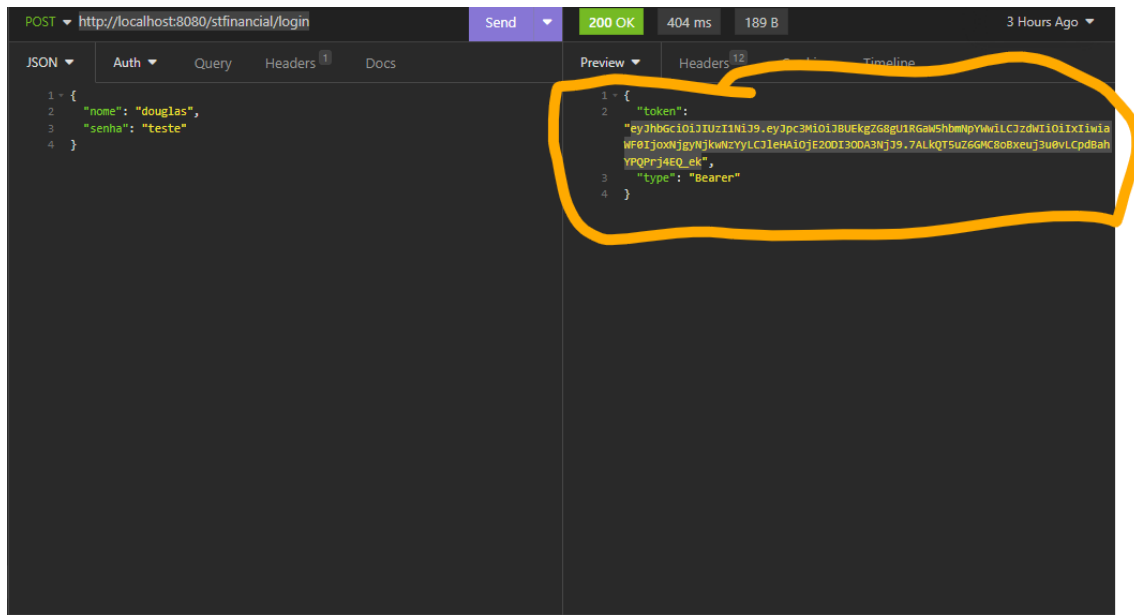 POST http://localhost:8080/stfinancial/login
Send
200 OK 404 ms 189 B
3 Hours Ago
JSON Auth Query Headers 1 Docs
1 {
2 "nome": "douglas",
3 "senha": "teste"
4 }
Preview Headers 12 Timeline
1 {
2 "token":
"eyJhbGciOiJIUzI1NiJ9.eyJpc3MiOiJBUEkgZG8gU1RGaW5hbmNpYWwiLCJzdWIiOiIxIiwia
WF0IjoxNjgyNjkwNzYyLCJleHAiOjE2ODI3ODA3NjJ9.7ALkQT5uZ6GMC8oBxeuj3u0vLCpdBah
YPQPrj4EQ_ek",
3 "type": "Bearer"
4 }